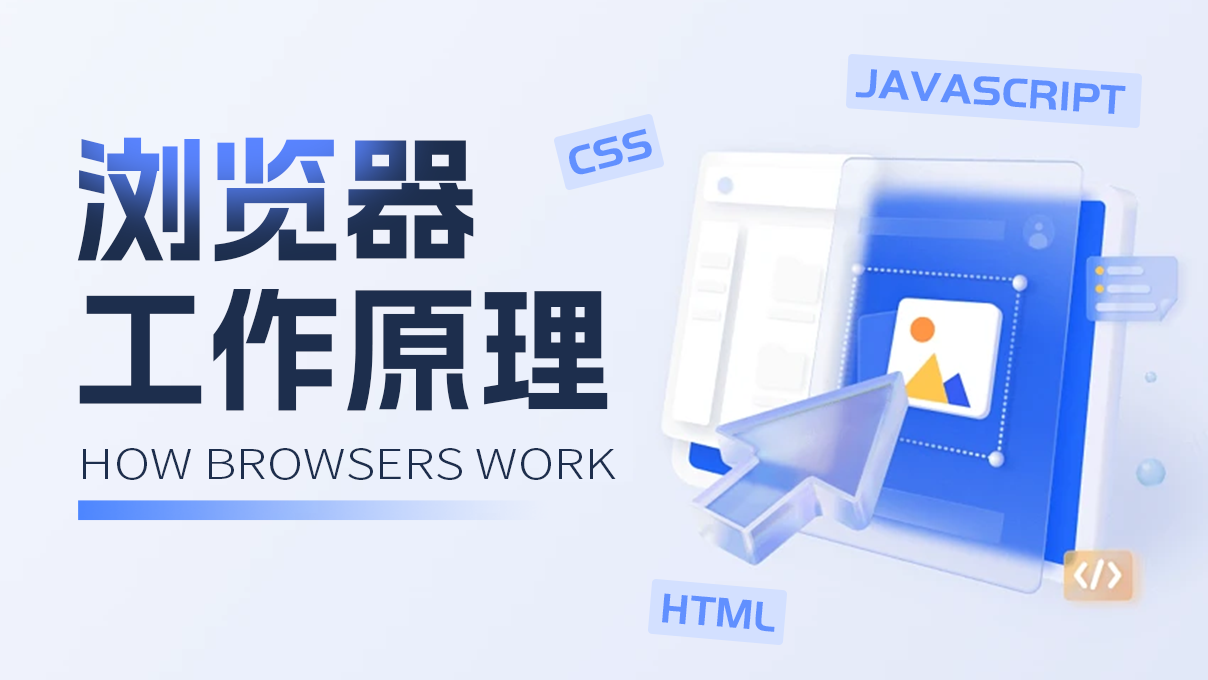 浏览器
工作原理
HOW BROWSERS WORK
CSS
JAVASCRIPT
</>
HTML